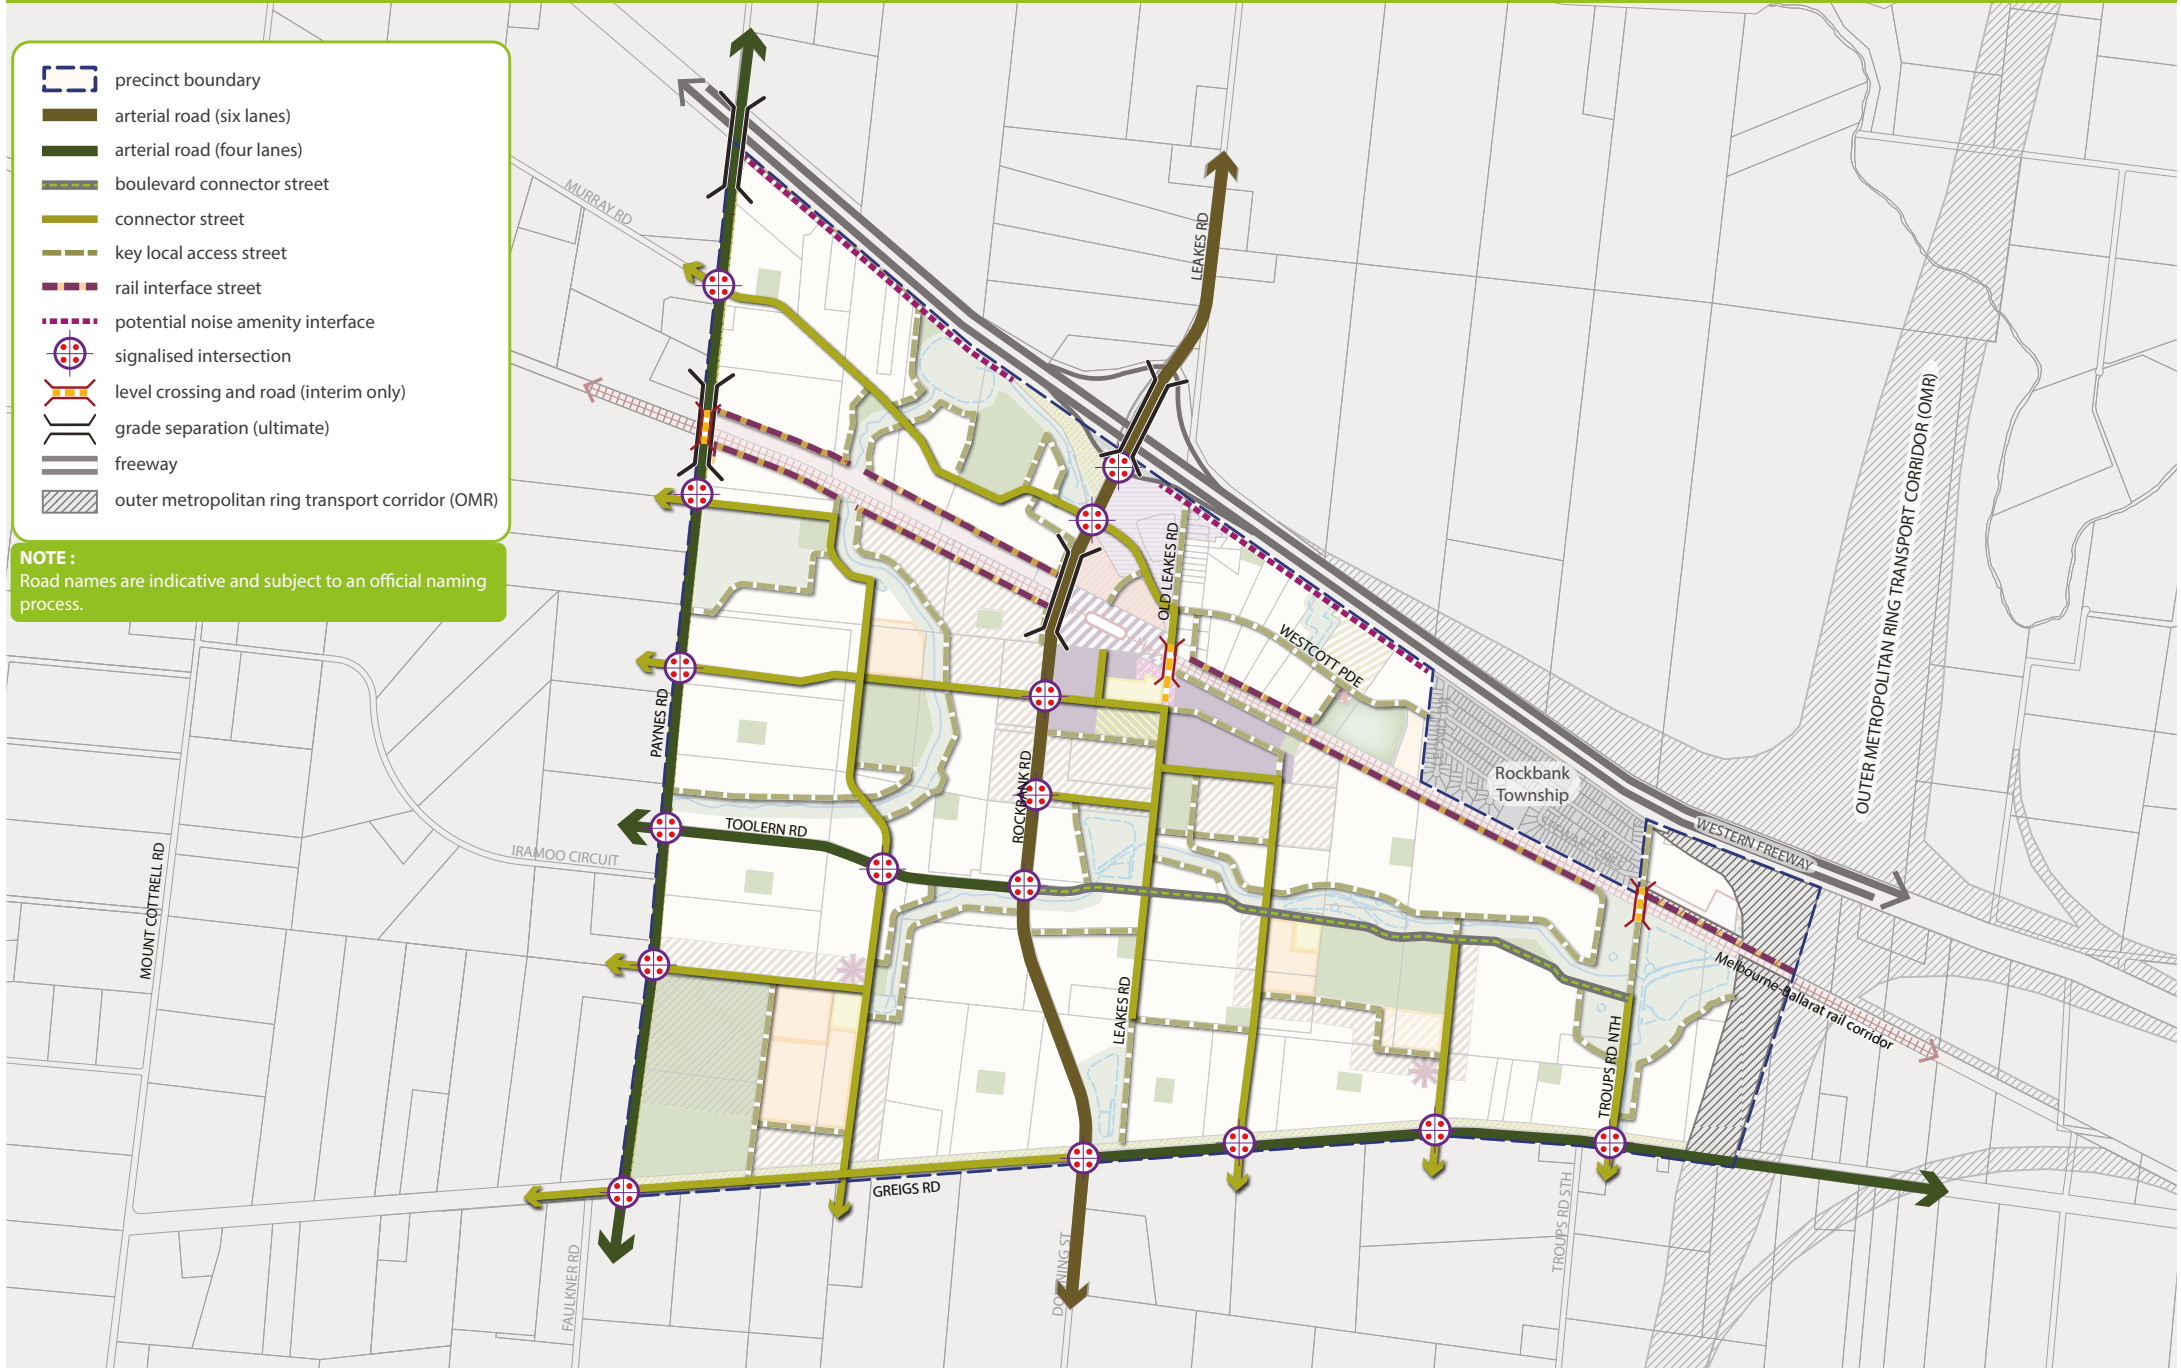 precinct boundary
arterial road (six lanes)
arterial road (four lanes)
boulevard connector street
connector street
key local access street
rail interface street
potential noise amenity interface
signalised intersection
level crossing and road (interim only)
grade separation (ultimate)
freeway
outer metropolitan ring transport corridor (OMR)
NOTE :
Road names are indicative and subject to an official naming
process.
MURRAY RD
LEAKES RD
OLD LEAKES RD
WESTCOTT PDE
PAYNES RD
ROCKBANK RD
TOOLERN RD
IRAMOO CIRCUIT
MOUNT COTTRELL RD
Rockbank
Township
WESTERN FREEWAY
OUTER METROPOLITAN RING TRANSPORT CORRIDOR (OMR)
Melbourne-Ballarat rail corridor
LEAKES RD
TROUPS RD NTH
GREIGS RD
FAULKNER RD
DOWNING ST
TROUPS RD STH